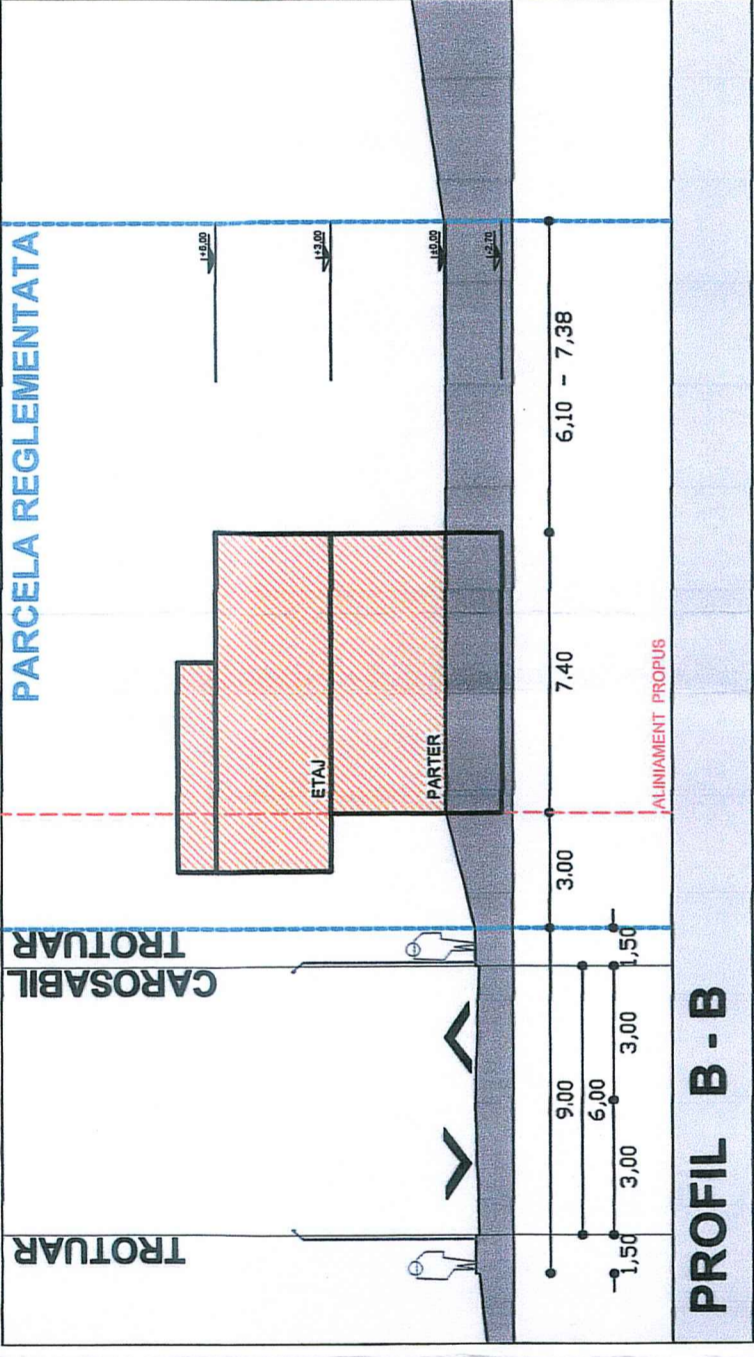 PARCELA REGLEMENTATA
TROTUAR
CAROSABIL
TROTUAR
+6,00
+3,00
±0,00
-2,70
ETAJ
PARTER
1,50
3,00
3,00
1,50
6,00
9.00
3.00
7.40
6,10 - 7,38
ALINIAMENT PROPUS
PROFIL B - B